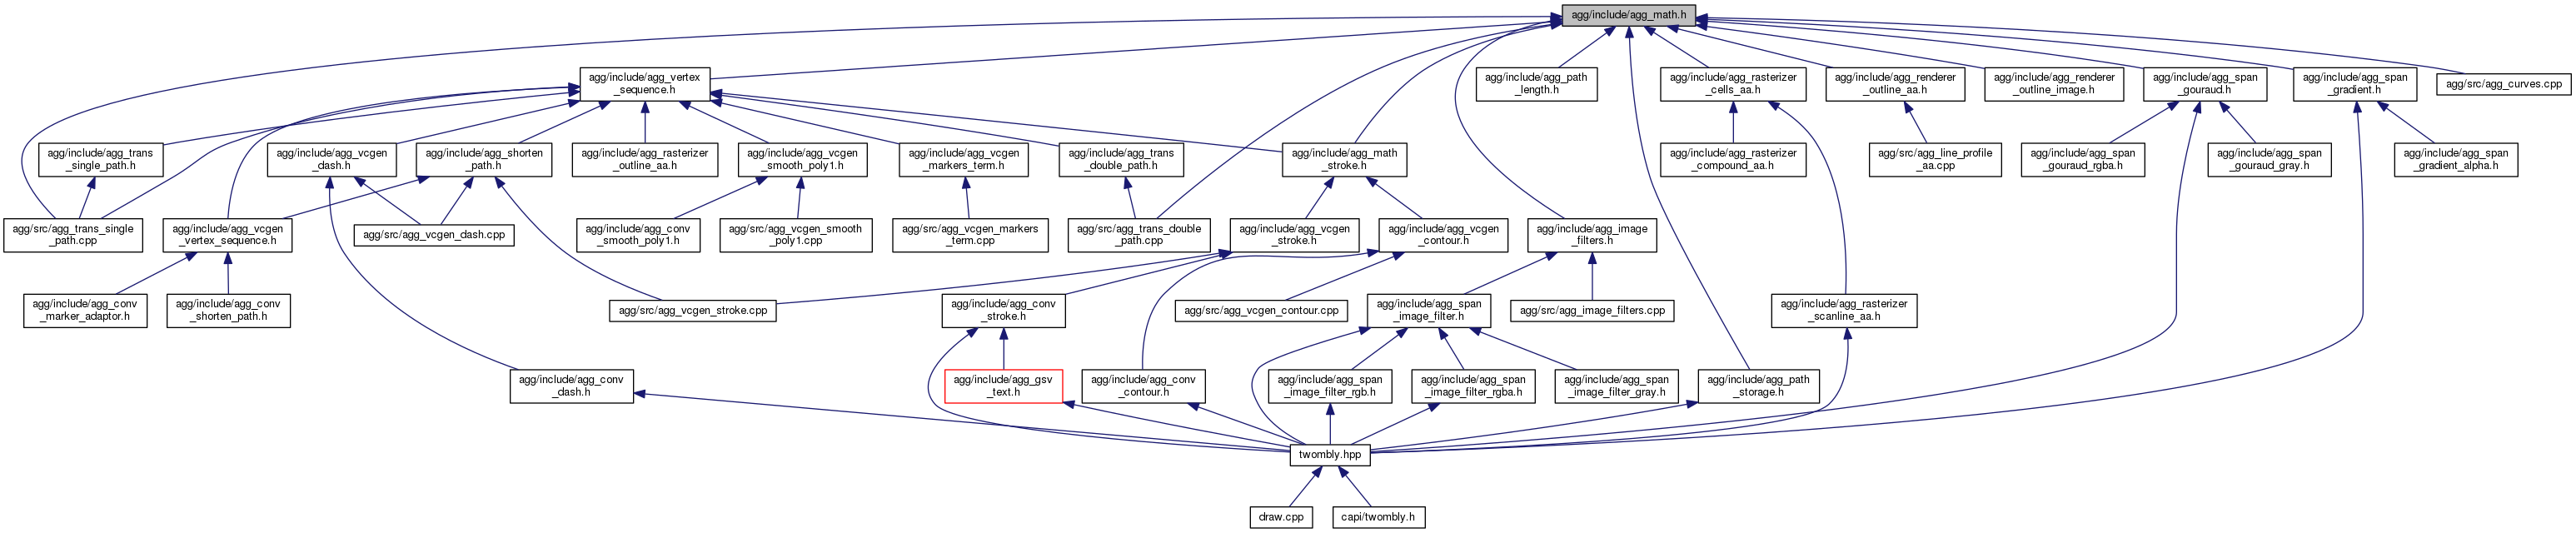 agg/include/agg_math.h
agg/include/agg_vertex
_sequence.h
agg/include/agg_path
_length.h
agg/include/agg_rasterizer
_cells_aa.h
agg/include/agg_renderer
_outline_aa.h
agg/include/agg_renderer
_outline_image.h
agg/include/agg_span
_gouraud.h
agg/include/agg_span
_gradient.h
agg/src/agg_curves.cpp
agg/include/agg_trans
_single_path.h
agg/include/agg_vcgen
_dash.h
agg/include/agg_shorten
_path.h
agg/include/agg_rasterizer
_outline_aa.h
agg/include/agg_vcgen
_smooth_poly1.h
agg/include/agg_vcgen
_markers_term.h
agg/include/agg_trans
_double_path.h
agg/include/agg_math
_stroke.h
agg/include/agg_rasterizer
_compound_aa.h
agg/src/agg_line_profile
_aa.cpp
agg/include/agg_span
_gouraud_rgba.h
agg/include/agg_span
_gouraud_gray.h
agg/include/agg_span
_gradient_alpha.h
agg/src/agg_trans_single
_path.cpp
agg/include/agg_vcgen
_vertex_sequence.h
agg/src/agg_vcgen_dash.cpp
agg/include/agg_conv
_smooth_poly1.h
agg/src/agg_vcgen_smooth
_poly1.cpp
agg/src/agg_vcgen_markers
_term.cpp
agg/src/agg_trans_double
_path.cpp
agg/include/agg_vcgen
_stroke.h
agg/include/agg_vcgen
_contour.h
agg/include/agg_image
_filters.h
agg/include/agg_conv
_marker_adaptor.h
agg/include/agg_conv
_shorten_path.h
agg/src/agg_vcgen_stroke.cpp
agg/include/agg_conv
_stroke.h
agg/src/agg_vcgen_contour.cpp
agg/include/agg_span
_image_filter.h
agg/src/agg_image_filters.cpp
agg/include/agg_rasterizer
_scanline_aa.h
agg/include/agg_conv
_dash.h
agg/include/agg_gsv
_text.h
agg/include/agg_conv
_contour.h
agg/include/agg_span
_image_filter_rgb.h
agg/include/agg_span
_image_filter_rgba.h
agg/include/agg_span
_image_filter_gray.h
agg/include/agg_path
_storage.h
twombly.hpp
draw.cpp
capi/twombly.h